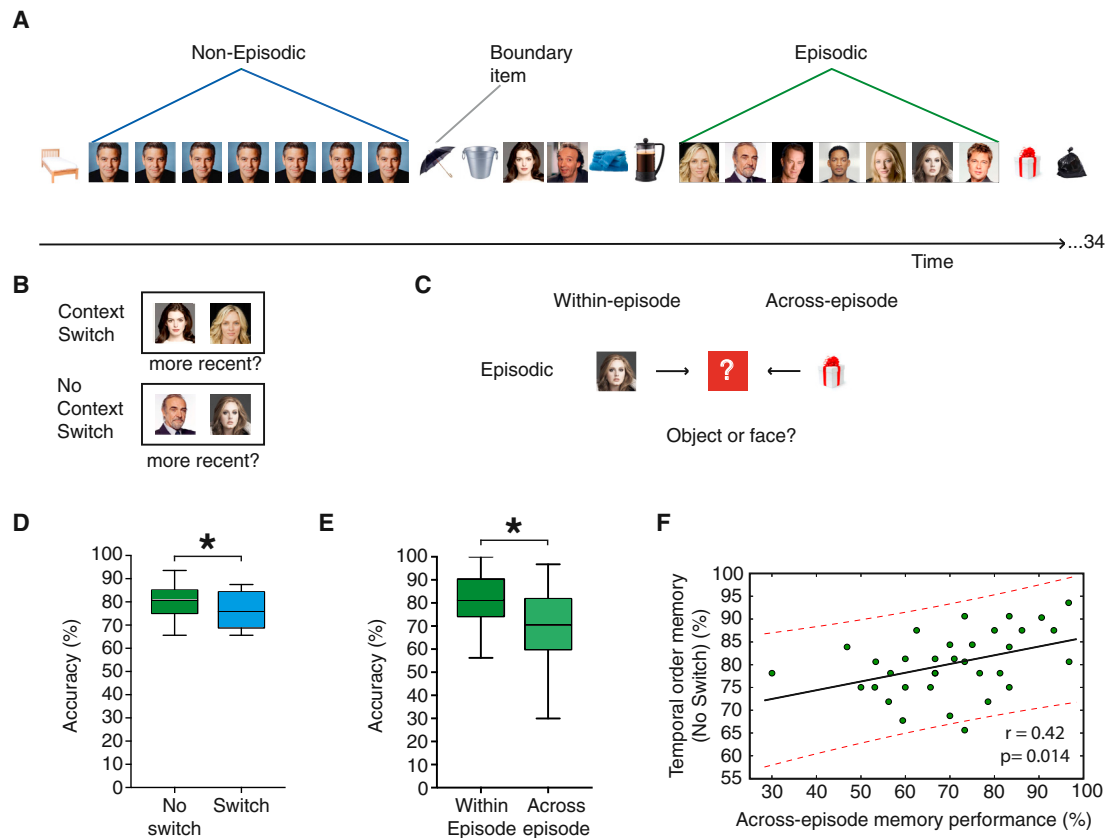 A
Non-Episodic
Boundary
item
Episodic
...34
Time
B
Context
Switch
more recent?
No
Context
Switch
more recent?
C
Within-episode
Across-episode
Episodic
?
Object or face?
D
*
100
90
80
70
60
50
40
30
20
10
0
Accuracy (%)
No
switch
Switch
E
*
100
90
80
70
60
50
40
30
20
10
0
Accuracy (%)
Within
Episode
Across
episode
F
Temporal order memory
(No Switch) (%)
100
95
90
85
80
75
70
65
60
55
r = 0.42
p= 0.014
30 40 50 60 70 80 90 100
Across-episode memory performance (%)